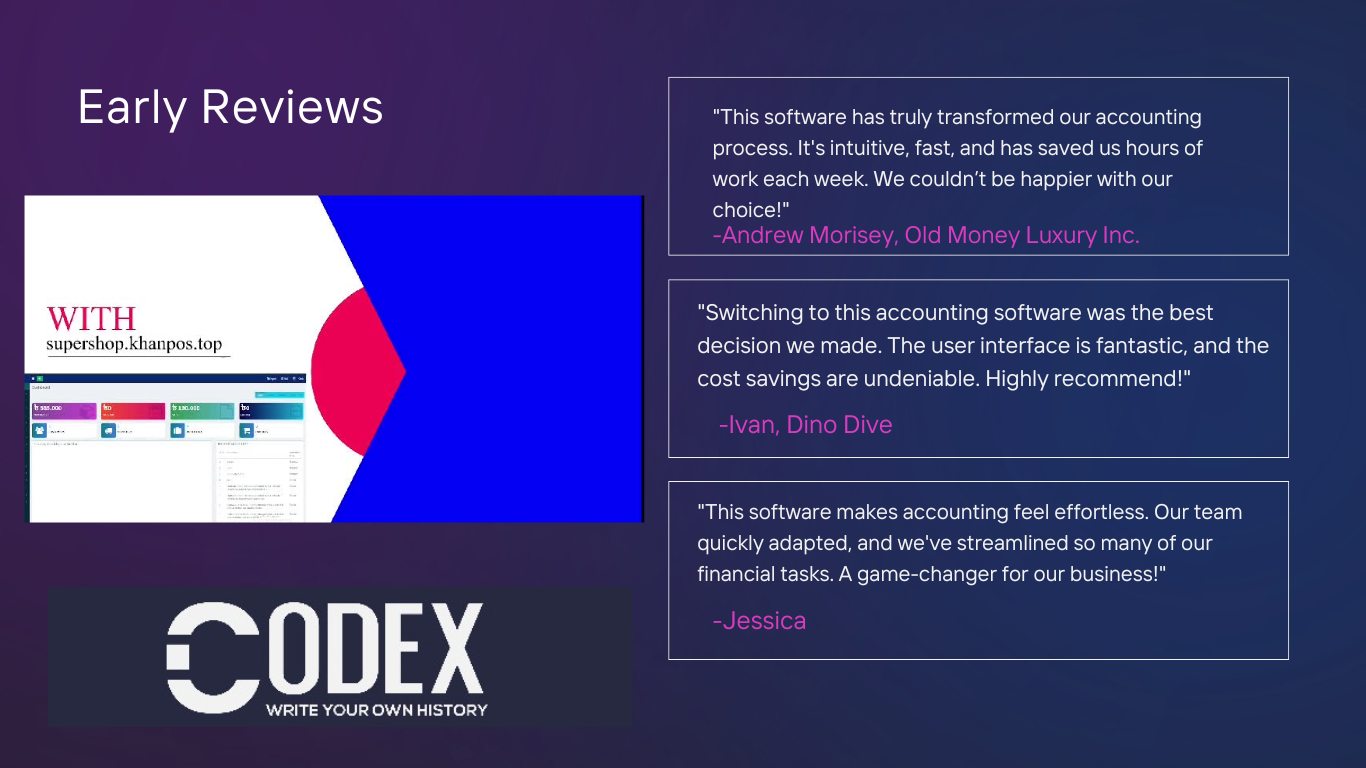 Early Reviews
WITH
supershop.khanpos.top
Dashboard
"This software has truly transformed our accounting
process. It's intuitive, fast, and has saved us hours of
work each week. We couldn’t be happier with our
choice!"
-Andrew Morisey, Old Money Luxury Inc.
"Switching to this accounting software was the best
decision we made. The user interface is fantastic, and the
cost savings are undeniable. Highly recommend!"
-Ivan, Dino Dive
"This software makes accounting feel effortless. Our team
quickly adapted, and we've streamlined so many of our
financial tasks. A game-changer for our business!"
-Jessica
CODEX
WRITE YOUR OWN HISTORY